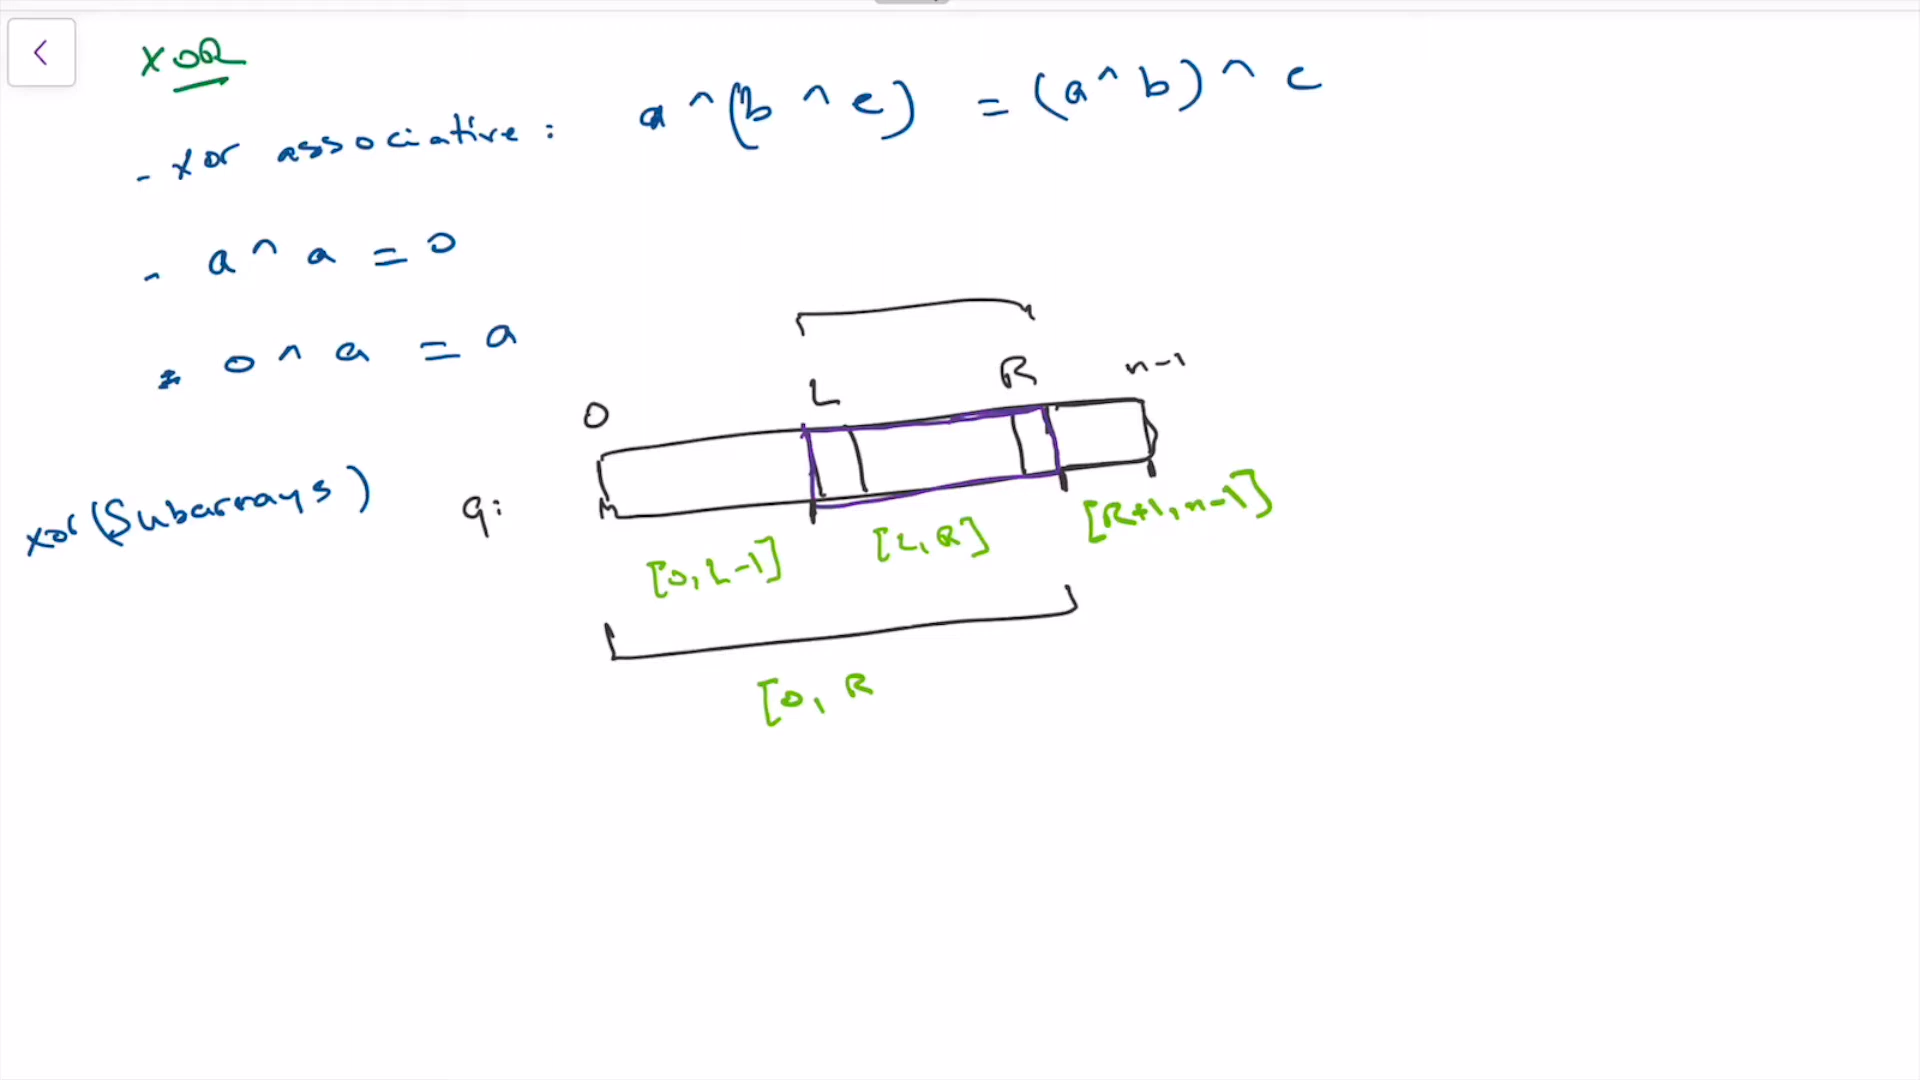 XOR
- xor associative : a ^ (b ^ c) = (a ^ b) ^ c
- a ^ a = 0
- 0 ^ a = a
L R n-1
0
xor(Subarrays) a:
[0, L-1] [L, R] [R+1, n-1]
[0, R